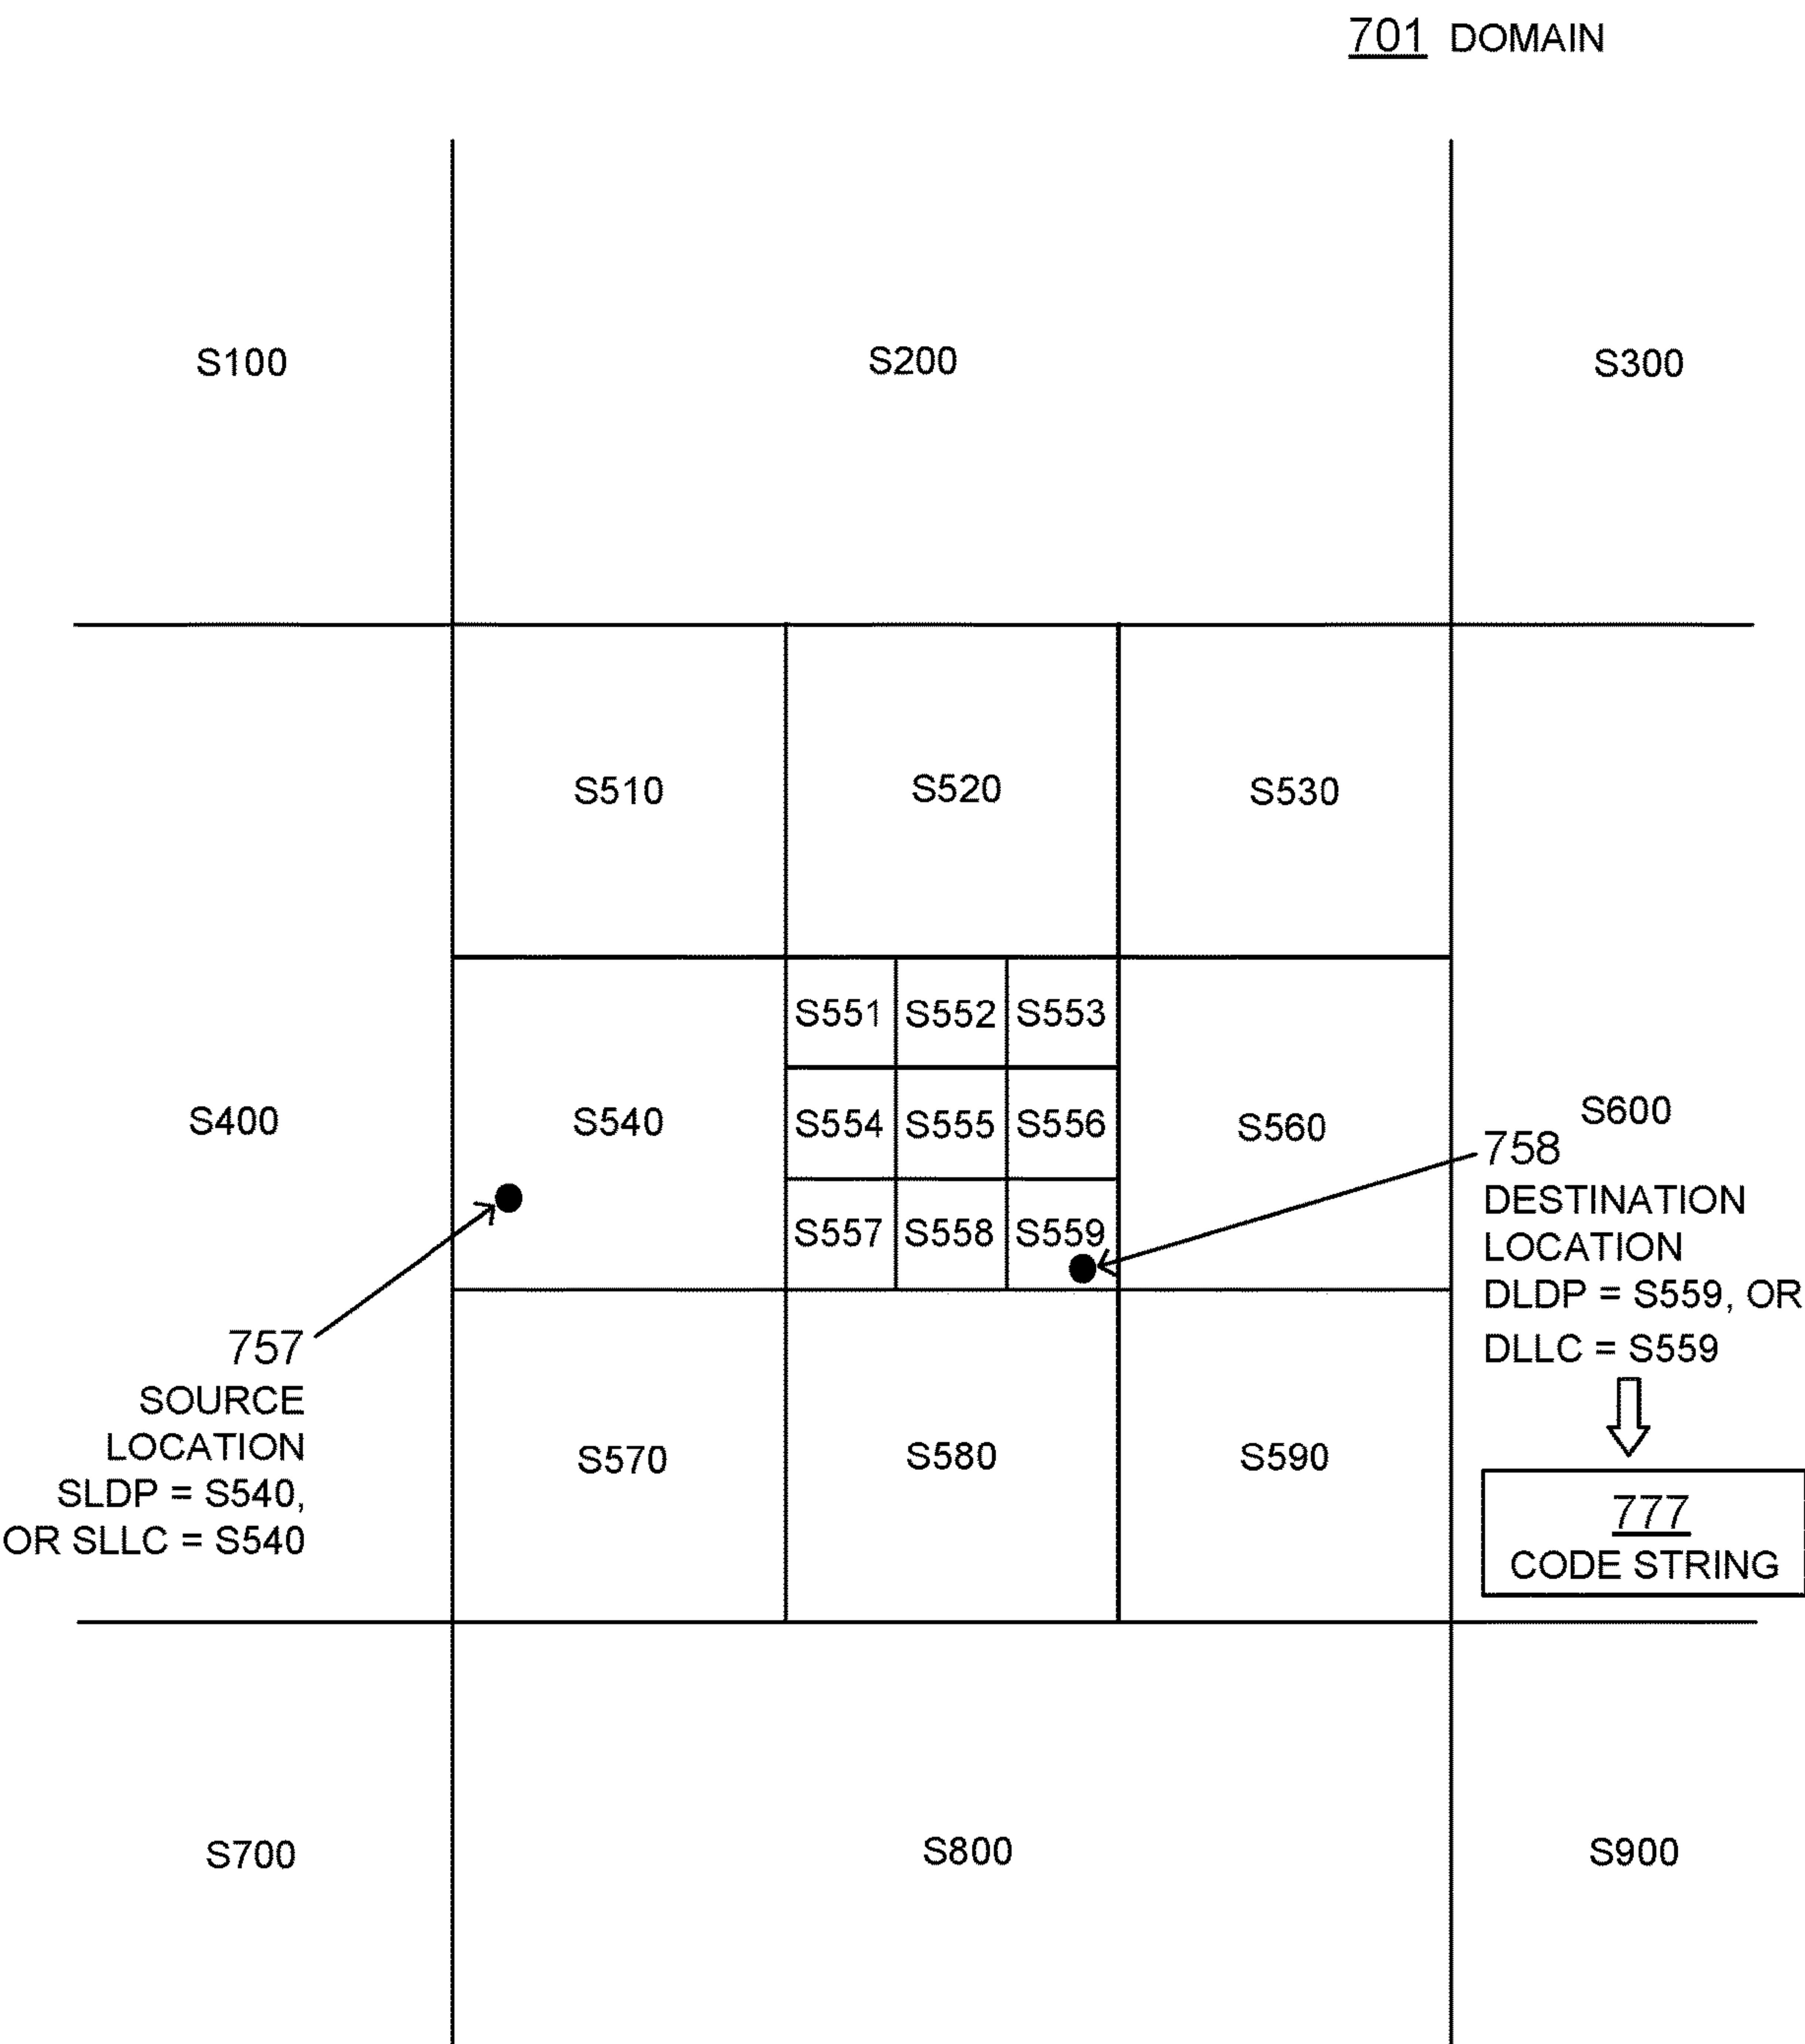 701 DOMAIN
S100 S200 S300
S510 S520 S530
S551 S552 S553
S400 S540 S554 S555 S556 S560 S600
S557 S558 S559
758
DESTINATION
LOCATION
DLDP = S559, OR
DLLC = S559
757
SOURCE
LOCATION
SLDP = S540,
OR SLLC = S540
S570 S580 S590
777
CODE STRING
S700 S800 S900